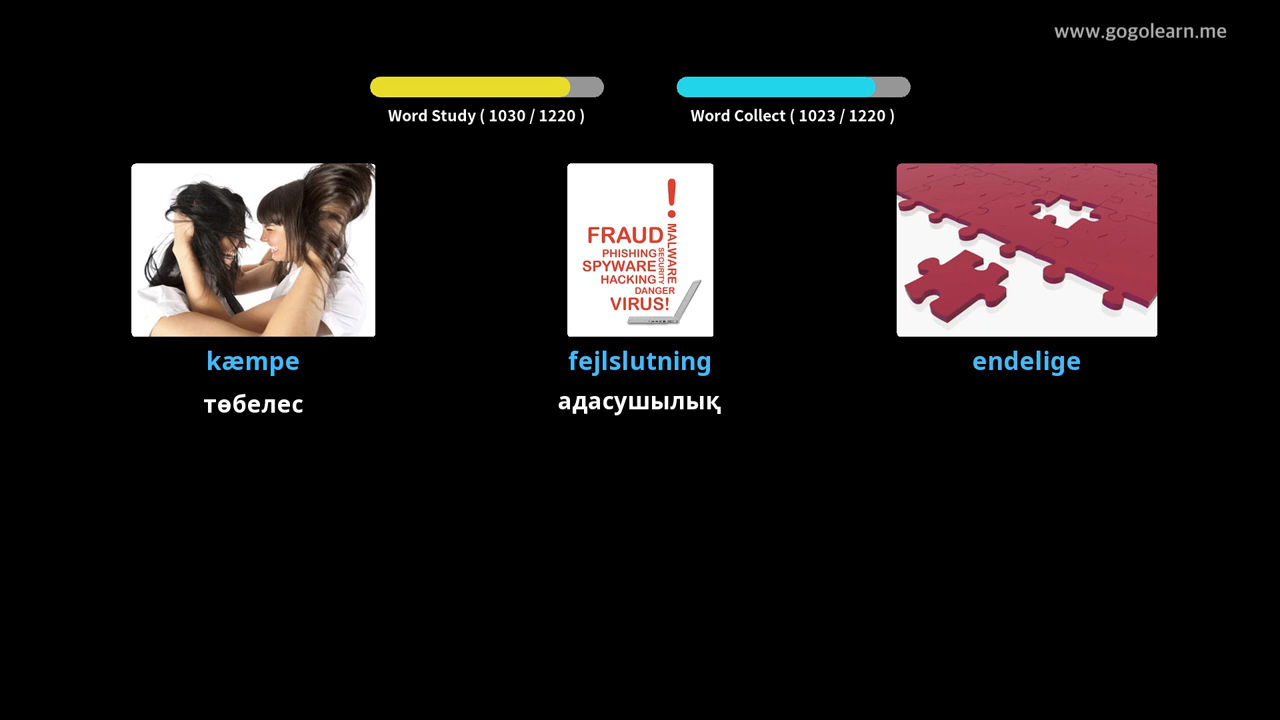 www.gogolearn.me
Word Study ( 1030 / 1220 )
Word Collect ( 1023 / 1220 )
!
FRAUD
MALWARE
PHISHING
SECURITY
SPYWARE
HACKING
DANGER
VIRUS!
kæmpe
fejlslutning
endelige
төбелес
адасушылық